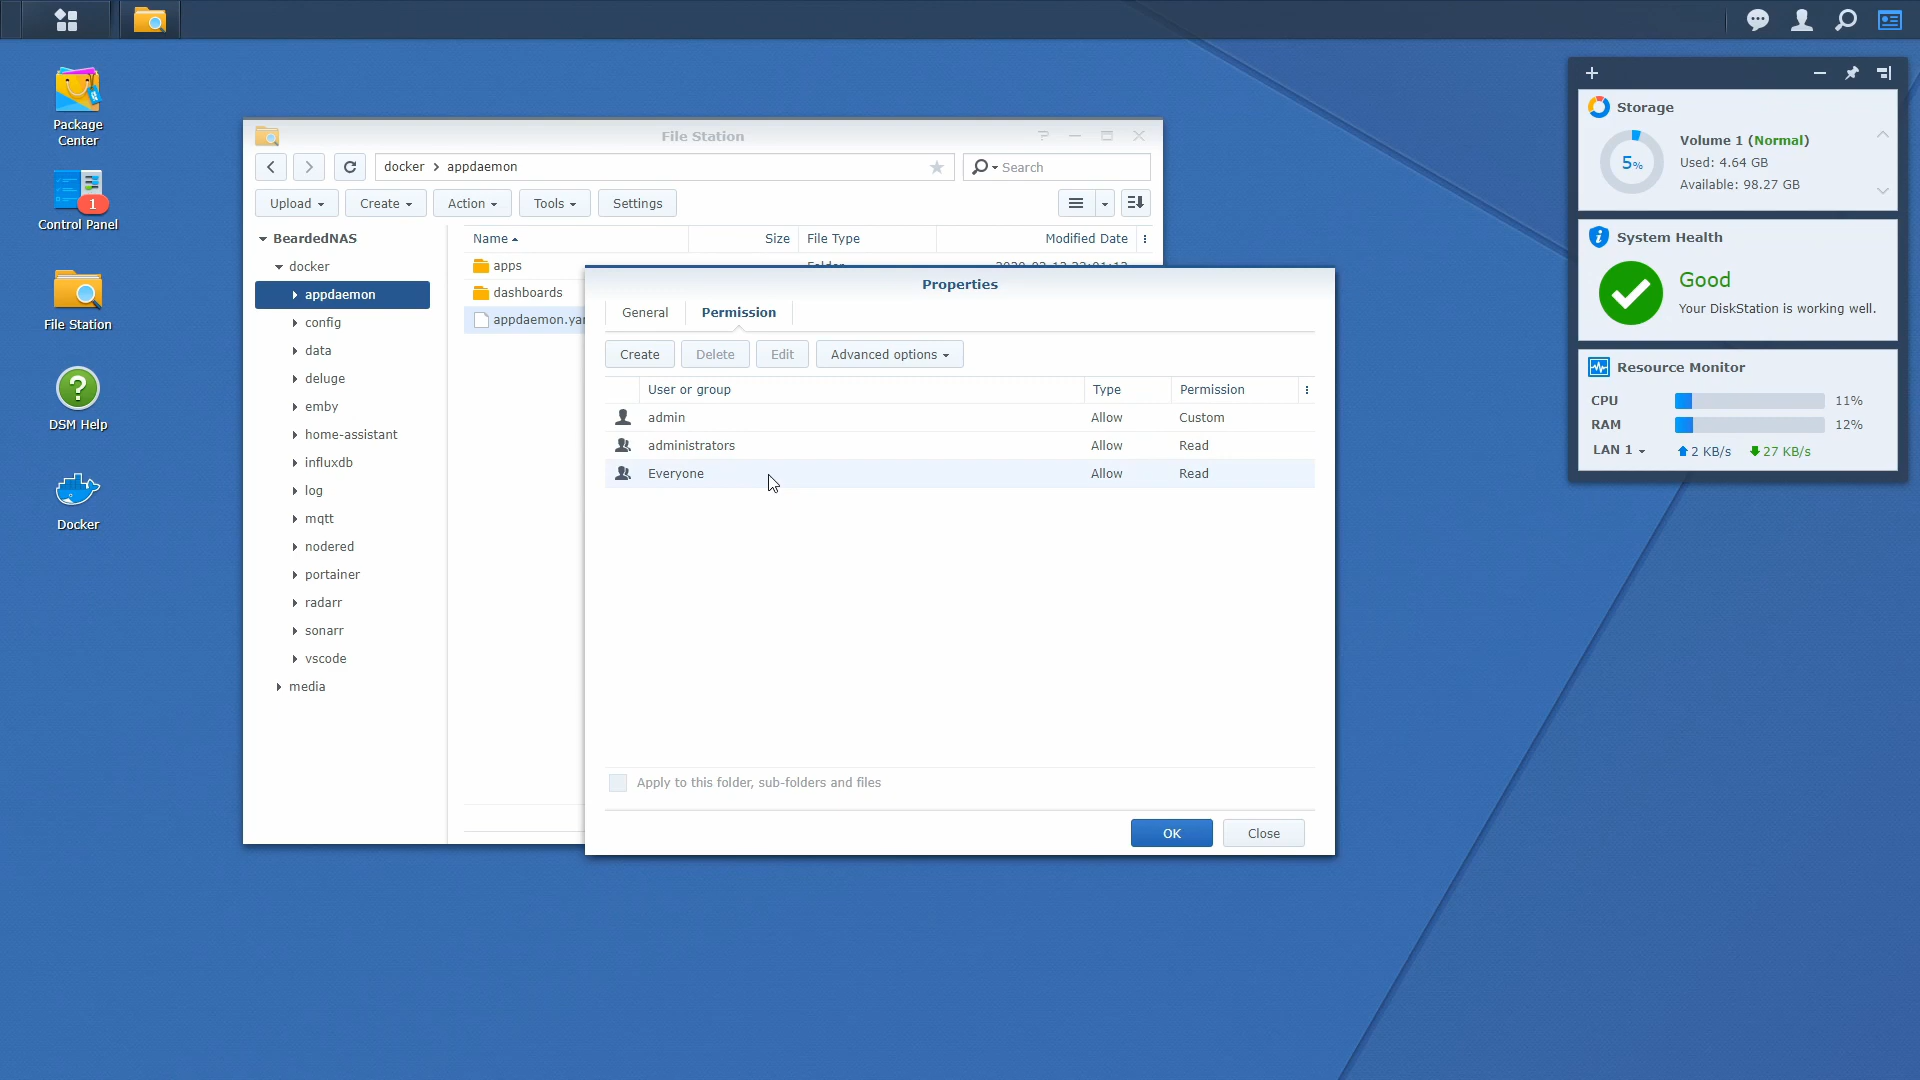 Package
Center
1
Control Panel
File Station
DSM Help
Docker
File Station
docker > appdaemon
Search
Upload
Create
Action
Tools
Settings
BeardedNAS
docker
appdaemon
config
data
deluge
emby
home-assistant
influxdb
log
mqtt
nodered
portainer
radarr
sonarr
vscode
media
Name
Size
File Type
Modified Date
apps
dashboards
appdaemon.yam
Properties
General
Permission
Create
Delete
Edit
Advanced options
User or group
Type
Permission
admin
Allow
Custom
administrators
Allow
Read
Everyone
Allow
Read
Apply to this folder, sub-folders and files
OK
Close
Storage
5%
Volume 1 (Normal)
Used: 4.64 GB
Available: 98.27 GB
System Health
Good
Your DiskStation is working well.
Resource Monitor
CPU
11%
RAM
12%
LAN 1
2 KB/s
27 KB/s